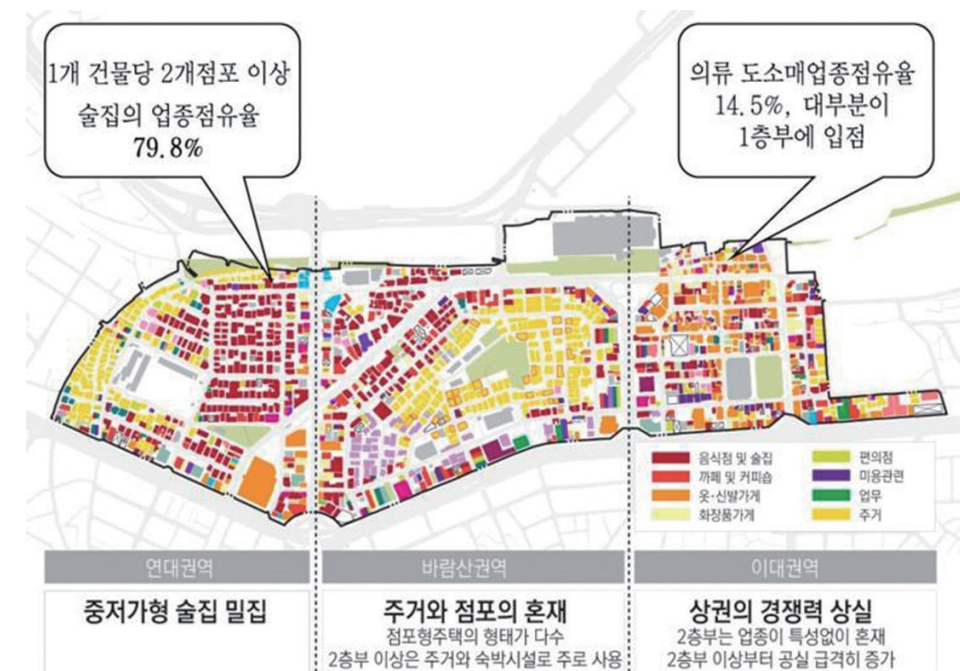 1개 건물당 2개점포 이상
술집의 업종점유율
79.8%
의류 도소매업종점유율
14.5%, 대부분이
1층부에 입점
음식점 및 술집
까페 및 커피숍
옷·신발가게
화장품가게
편의점
미용관련
업무
주거
연대권역
바람산권역
이대권역
중저가형 술집 밀집
주거와 점포의 혼재
점포형주택의 형태가 다수
2층부 이상은 주거와 숙박시설로 주로 사용
상권의 경쟁력 상실
2층부는 업종이 특성없이 혼재
2층부 이상부터 공실 급격히 증가